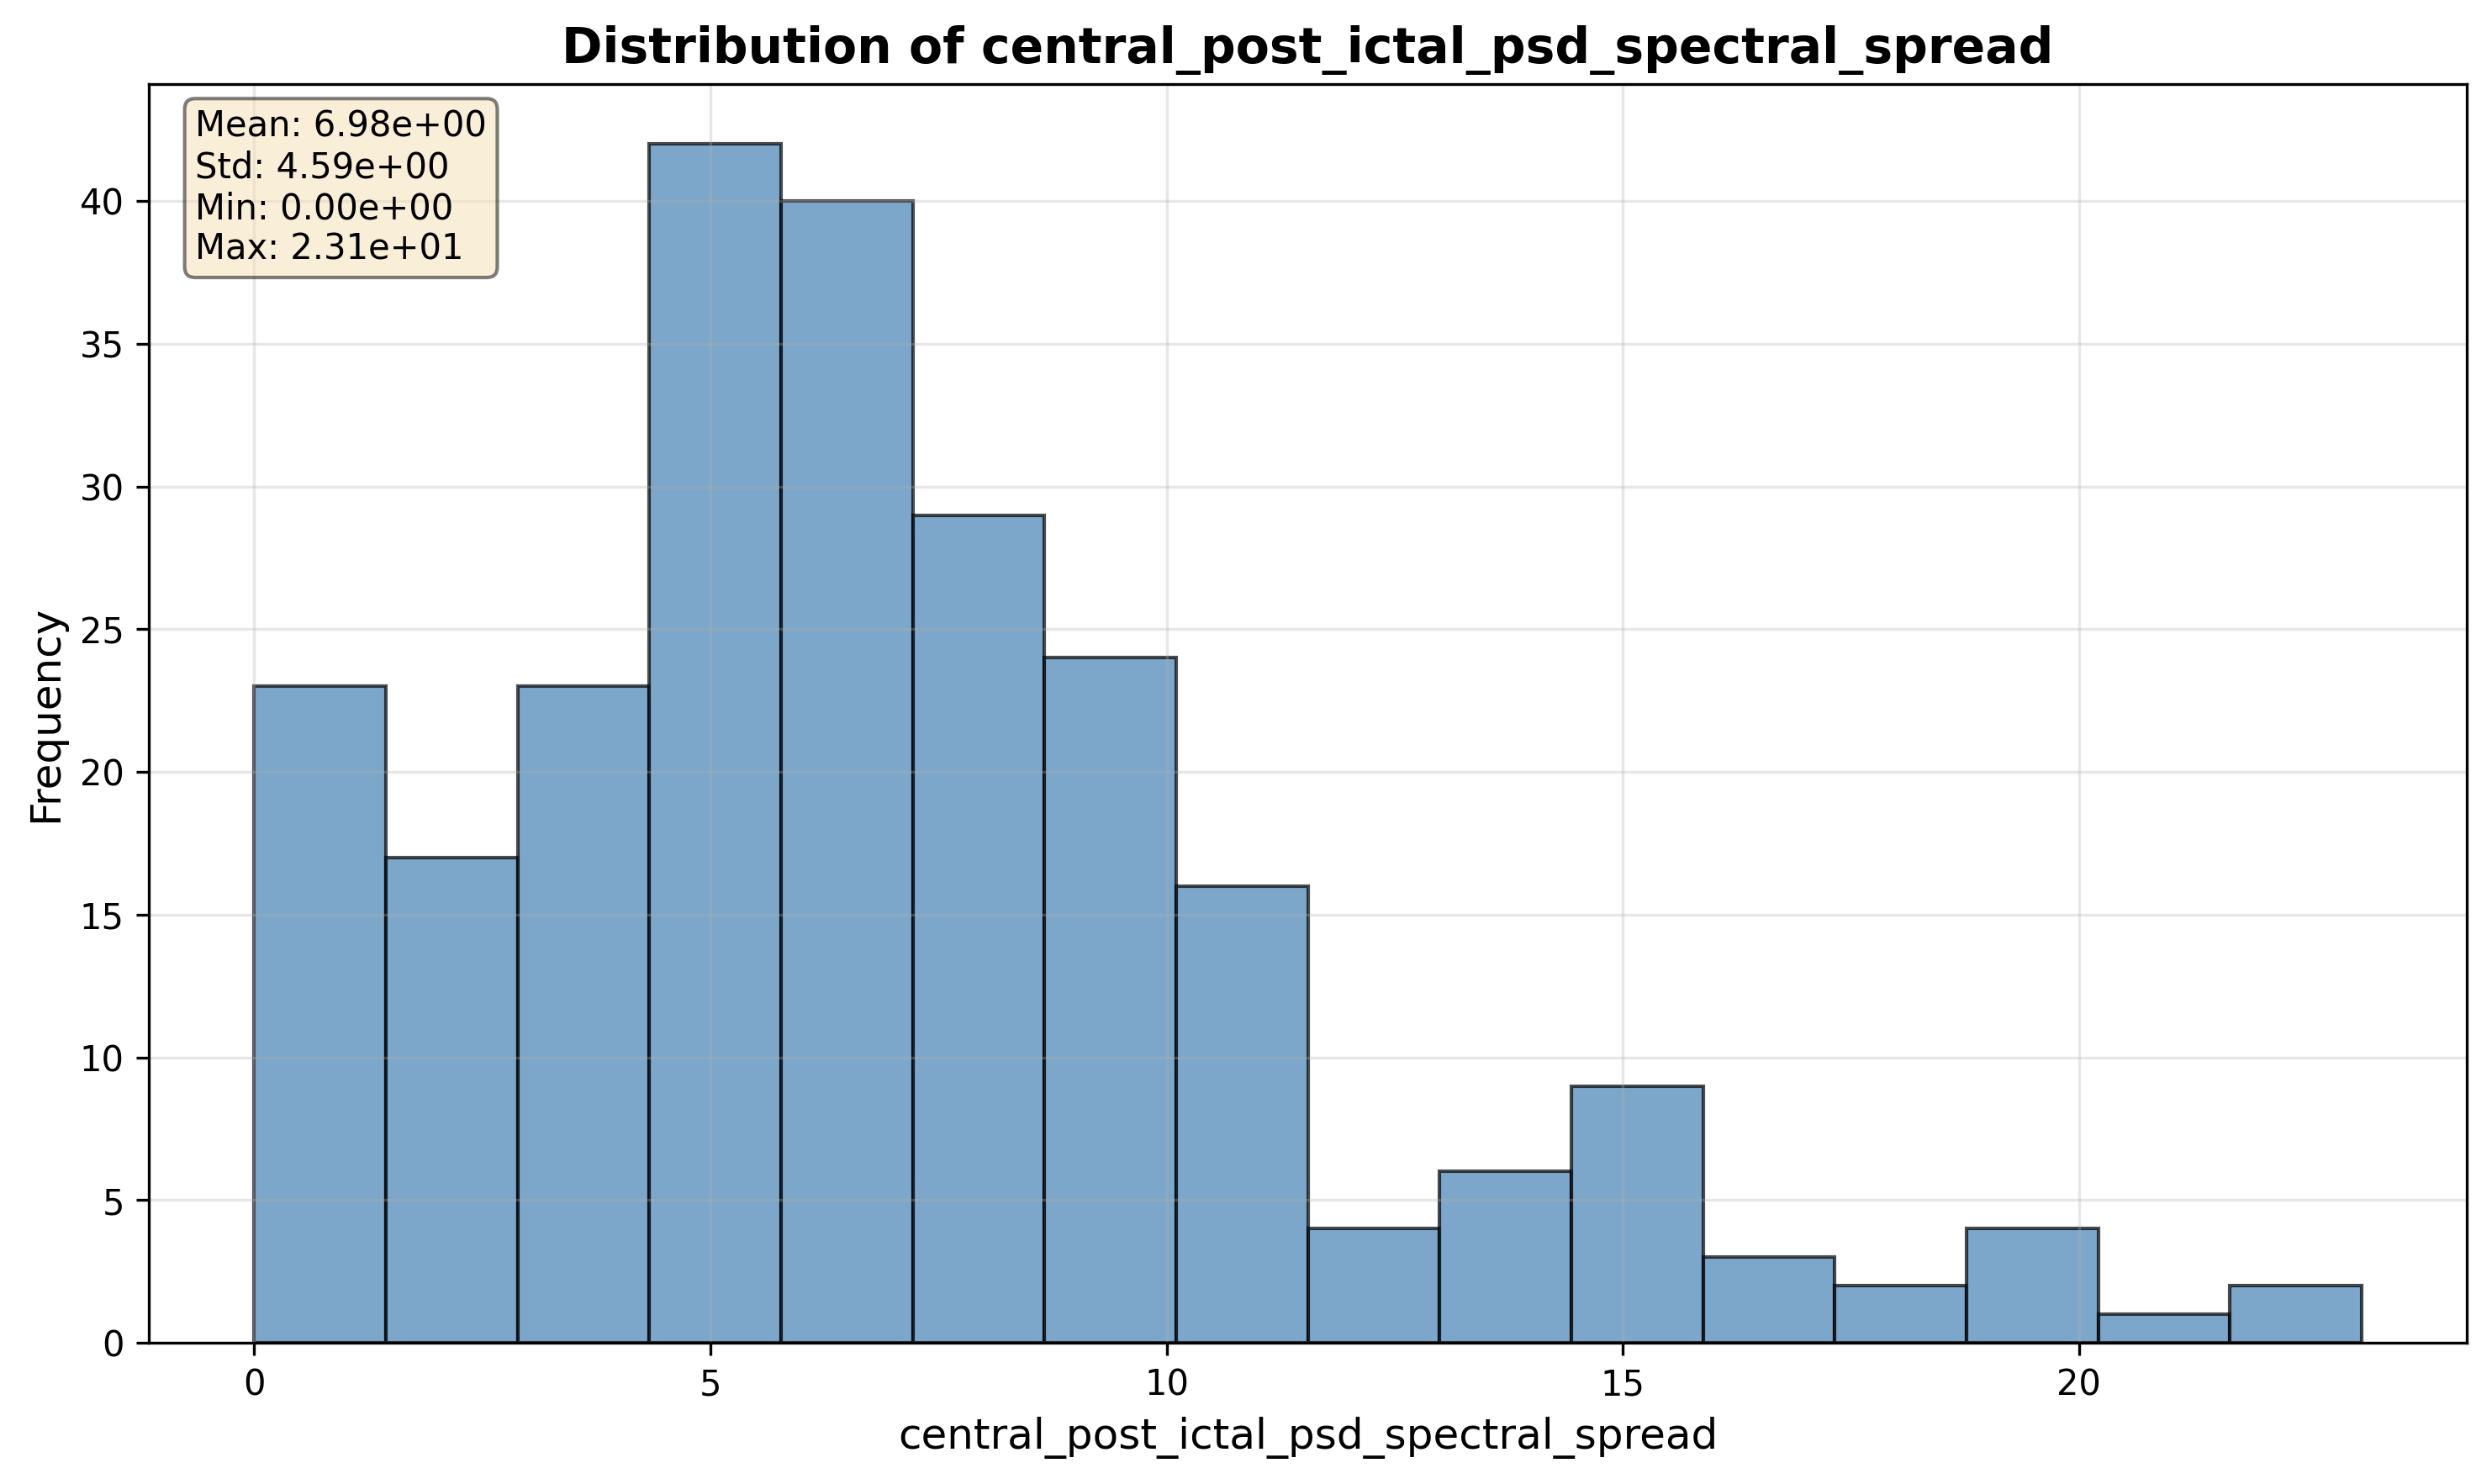 Distribution of central_post_ictal_psd_spectral_spread
Mean: 6.98e+00
Std: 4.59e+00
Min: 0.00e+00
Max: 2.31e+01
Frequency
40
35
30
25
20
15
10
5
0
0 5 10 15 20
central_post_ictal_psd_spectral_spread